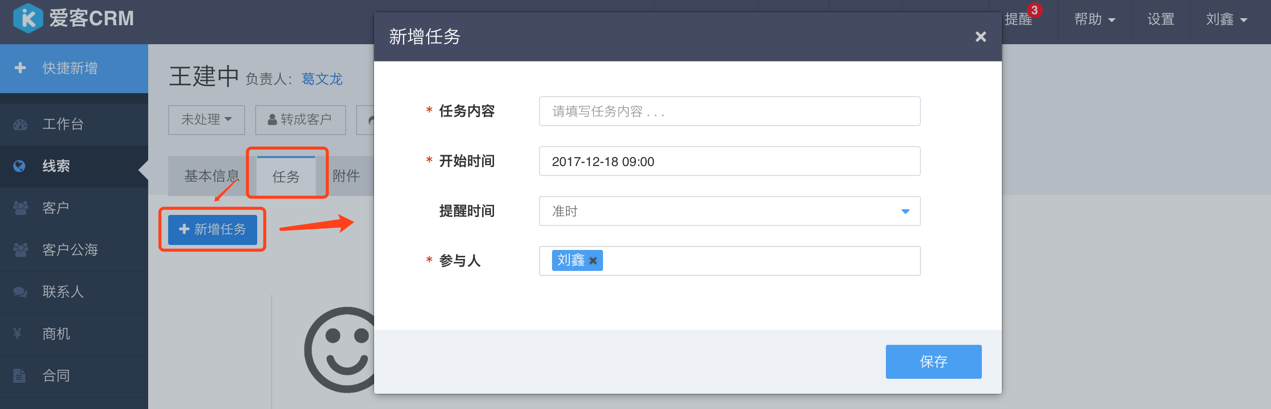 爱客CRM
提醒 3 帮助 设置 刘鑫
快捷新增
工作台
线索
客户
客户公海
联系人
¥ 商机
合同
王建中 负责人： 葛文龙
未处理 转成客户
基本信息 任务 附件
新增任务
新增任务
* 任务内容 请填写任务内容 . . .
* 开始时间 2017-12-18 09:00
提醒时间 准时
* 参与人 刘鑫
保存